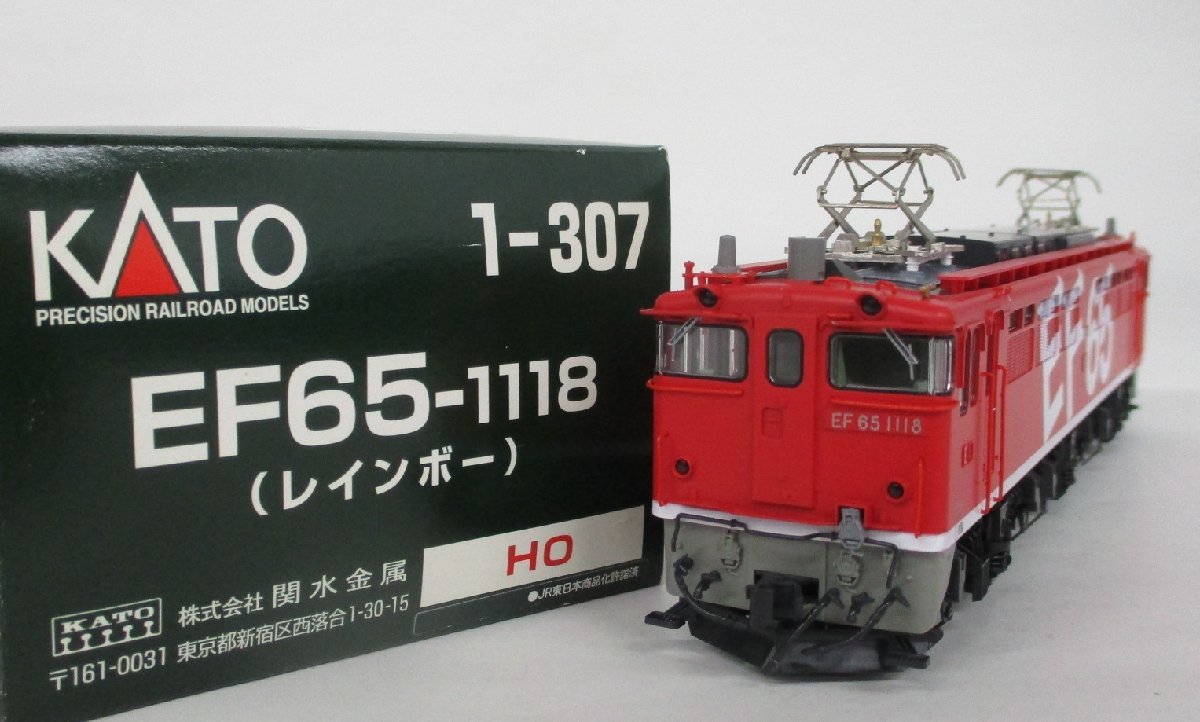 KATO
PRECISION RAILROAD MODELS
1-307
EF65-1118
(レインボー)
HO
●JR東日本商品化許諾済
KATO
株式会社 関水金属
〒161-0031 東京都新宿区西落合1-30-15
EF 65 1118
EF 65